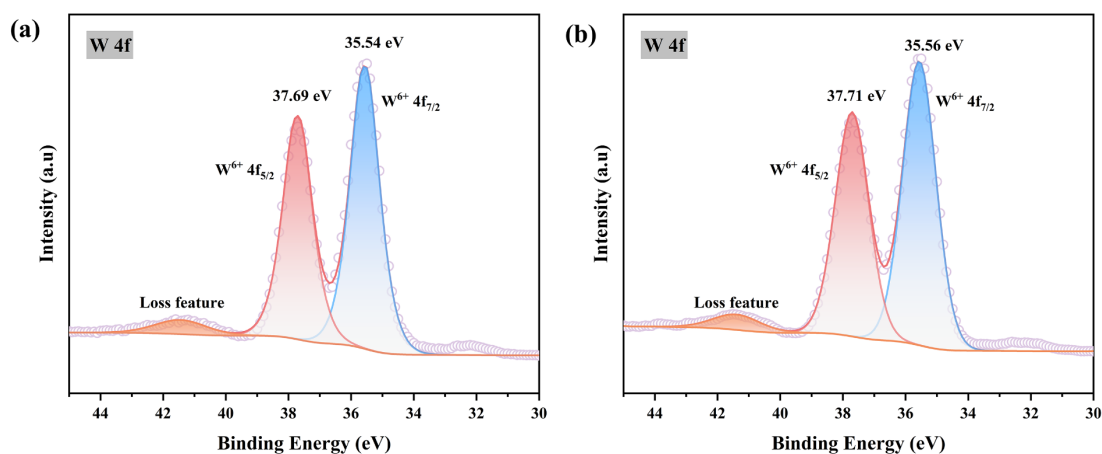 (a)
W 4f
35.54 eV
37.69 eV
W⁶⁺ 4f₇/₂
W⁶⁺ 4f₅/₂
Loss feature
Intensity (a.u)
44 42 40 38 36 34 32 30
Binding Energy (eV)
(b)
W 4f
35.56 eV
37.71 eV
W⁶⁺ 4f₇/₂
W⁶⁺ 4f₅/₂
Loss feature
Intensity (a.u)
44 42 40 38 36 34 32 30
Binding Energy (eV)